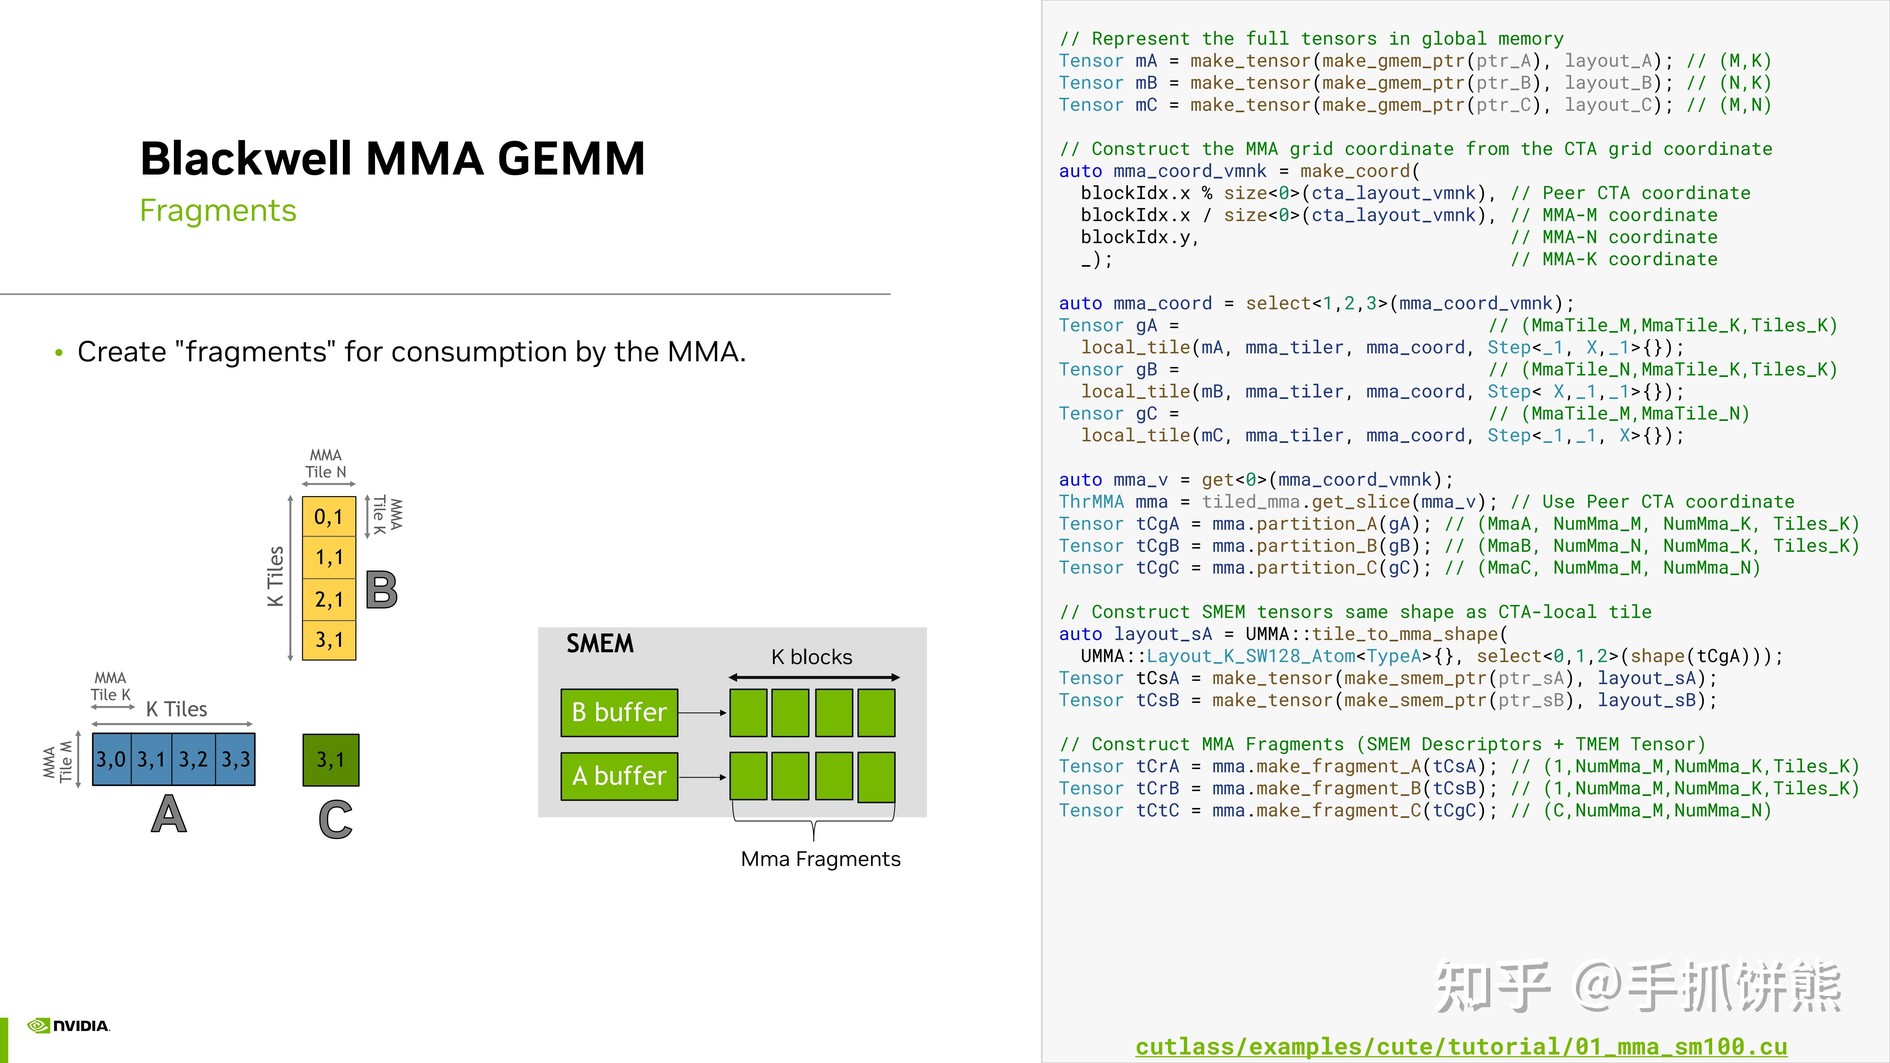 Blackwell MMA GEMM
Fragments
• Create "fragments" for consumption by the MMA.
MMA
Tile N
0,1
1,1
2,1
3,1
K Tiles
MMA
Tile K
B
MMA
Tile K
K Tiles
MMA
Tile M
3,0 3,1 3,2 3,3
A
3,1
C
SMEM
K blocks
B buffer
A buffer
Mma Fragments
NVIDIA.
// Represent the full tensors in global memory
Tensor mA = make_tensor(make_gmem_ptr(ptr_A), layout_A); // (M,K)
Tensor mB = make_tensor(make_gmem_ptr(ptr_B), layout_B); // (N,K)
Tensor mC = make_tensor(make_gmem_ptr(ptr_C), layout_C); // (M,N)
// Construct the MMA grid coordinate from the CTA grid coordinate
auto mma_coord_vmnk = make_coord(
  blockIdx.x % size<0>(cta_layout_vmnk), // Peer CTA coordinate
  blockIdx.x / size<0>(cta_layout_vmnk), // MMA-M coordinate
  blockIdx.y,                            // MMA-N coordinate
  _);                                    // MMA-K coordinate
auto mma_coord = select<1,2,3>(mma_coord_vmnk);
Tensor gA =                            // (MmaTile_M,MmaTile_K,Tiles_K)
  local_tile(mA, mma_tiler, mma_coord, Step<_1, X,_1>{});
Tensor gB =                            // (MmaTile_N,MmaTile_K,Tiles_K)
  local_tile(mB, mma_tiler, mma_coord, Step< X,_1,_1>{});
Tensor gC =                            // (MmaTile_M,MmaTile_N)
  local_tile(mC, mma_tiler, mma_coord, Step<_1,_1, X>{});
auto mma_v = get<0>(mma_coord_vmnk);
ThrMMA mma = tiled_mma.get_slice(mma_v); // Use Peer CTA coordinate
Tensor tCgA = mma.partition_A(gA); // (MmaA, NumMma_M, NumMma_K, Tiles_K)
Tensor tCgB = mma.partition_B(gB); // (MmaB, NumMma_N, NumMma_K, Tiles_K)
Tensor tCgC = mma.partition_C(gC); // (MmaC, NumMma_M, NumMma_N)
// Construct SMEM tensors same shape as CTA-local tile
auto layout_sA = UMMA::tile_to_mma_shape(
  UMMA::Layout_K_SW128_Atom<TypeA>{}, select<0,1,2>(shape(tCgA)));
Tensor tCsA = make_tensor(make_smem_ptr(ptr_sA), layout_sA);
Tensor tCsB = make_tensor(make_smem_ptr(ptr_sB), layout_sB);
// Construct MMA Fragments (SMEM Descriptors + TMEM Tensor)
Tensor tCrA = mma.make_fragment_A(tCsA); // (1,NumMma_M,NumMma_K,Tiles_K)
Tensor tCrB = mma.make_fragment_B(tCsB); // (1,NumMma_M,NumMma_K,Tiles_K)
Tensor tCtC = mma.make_fragment_C(tCgC); // (C,NumMma_M,NumMma_N)
知乎 @手抓饼熊
cutlass/examples/cute/tutorial/01_mma_sm100.cu